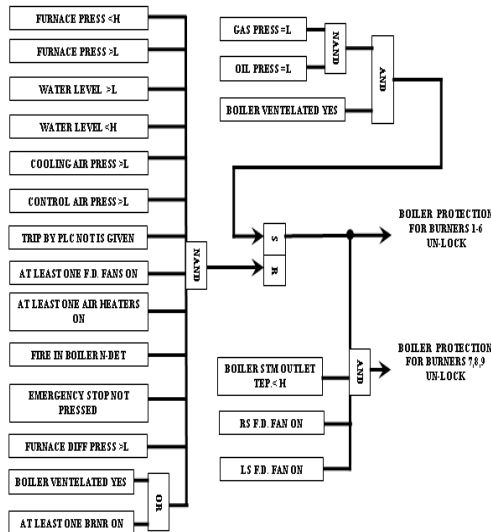 FURNACE PRESS <H
FURNACE PRESS >L
WATER LEVEL >L
WATER LEVEL <H
COOLING AIR PRESS >L
CONTROL AIR PRESS >L
TRIP BY PLC NOT IS GIVEN
AT LEAST ONE F.D. FANS ON
AT LEAST ONE AIR HEATERS
ON
FIRE IN BOILER N-DET
EMERGENCY STOP NOT
PRESSED
FURNACE DIFF PRESS >L
BOILER VENTELATED YES
AT LEAST ONE BRNR ON
OR
NAND
GAS PRESS =L
OIL PRESS =L
NAND
BOILER VENTELATED YES
AND
S
R
BOILER PROTECTION
FOR BURNERS 1-6
UN-LOCK
BOILER STM OUTLET
TEP.< H
RS F.D. FAN ON
LS F.D. FAN ON
AND
BOILER PROTECTION
FOR BURNERS 7,8,9
UN-LOCK